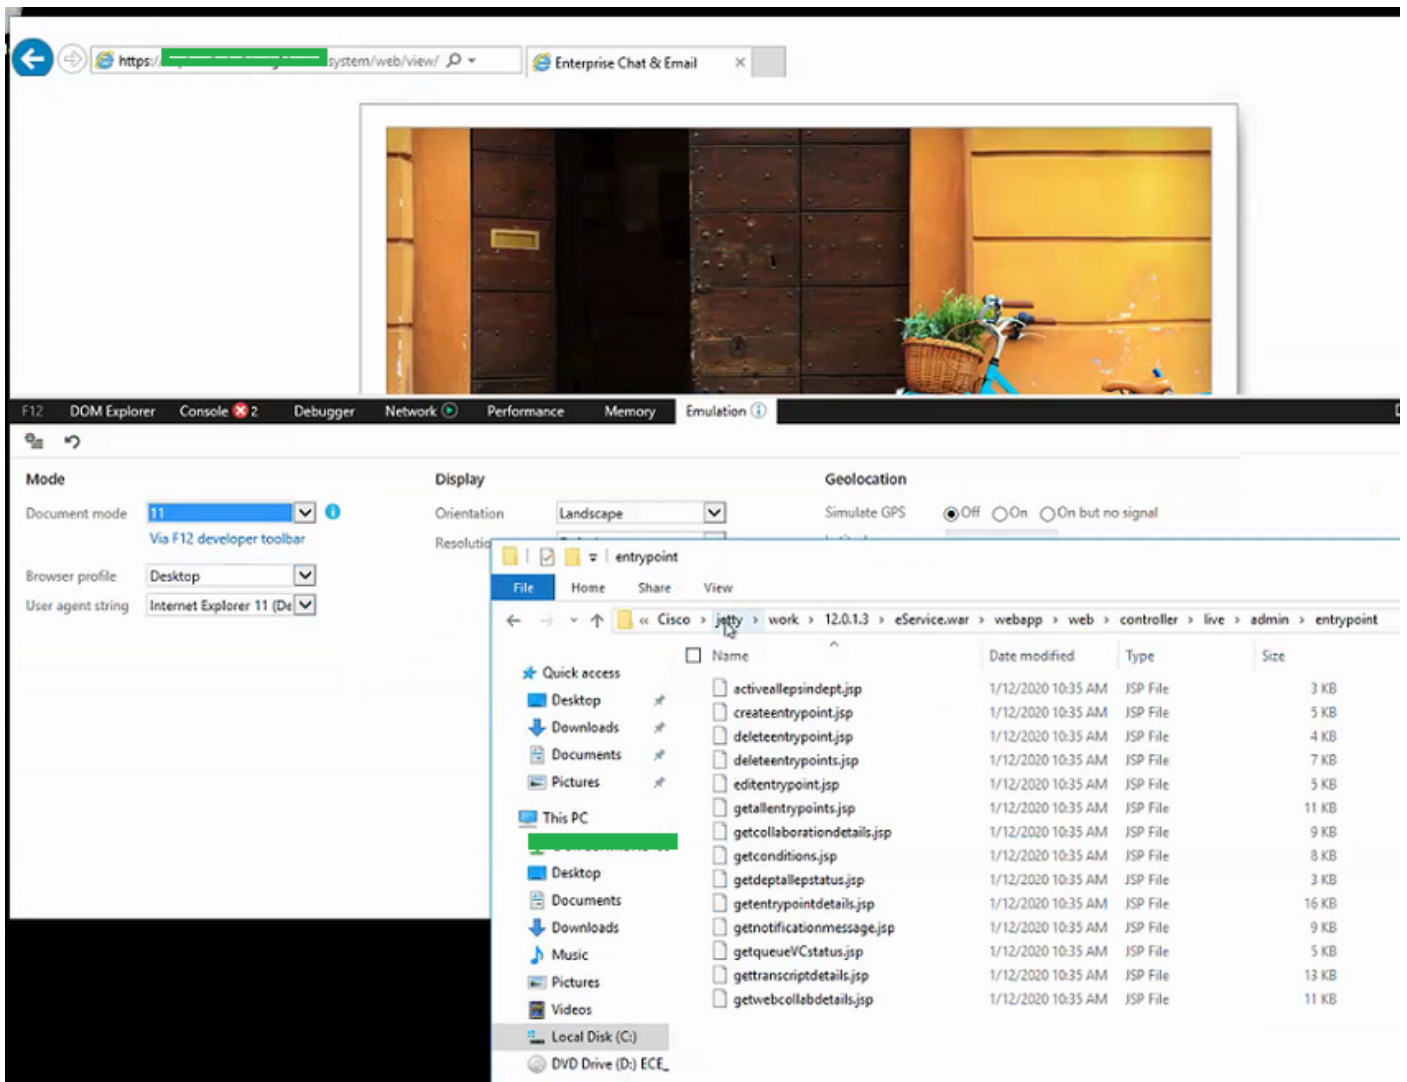 https:/ system/web/view/ Enterprise Chat & Email
F12 DOM Explorer Console 2 Debugger Network Performance Memory Emulation
Mode Display Geolocation
Document mode 11 Orientation Landscape Simulate GPS Off On On but no signal
Via F12 developer toolbar
Browser profile Desktop
User agent string Internet Explorer 11 (De
entrypoint
File Home Share View
« Cisco > jetty > work > 12.0.1.3 > eService.war > webapp > web > controller > live > admin > entrypoint
Name Date modified Type Size
Quick access
Desktop
Downloads
Documents
Pictures
This PC
Desktop
Documents
Downloads
Music
Pictures
Videos
Local Disk (C:)
DVD Drive (D:) ECE_
activeallepsindept.jsp 1/12/2020 10:35 AM JSP File 3 KB
createentrypoint.jsp 1/12/2020 10:35 AM JSP File 5 KB
deleteentrypoint.jsp 1/12/2020 10:35 AM JSP File 4 KB
deleteentrypoints.jsp 1/12/2020 10:35 AM JSP File 7 KB
editentrypoint.jsp 1/12/2020 10:35 AM JSP File 5 KB
getallentrypoints.jsp 1/12/2020 10:35 AM JSP File 11 KB
getcollaborationdetails.jsp 1/12/2020 10:35 AM JSP File 9 KB
getconditions.jsp 1/12/2020 10:35 AM JSP File 8 KB
getdeptallepstatus.jsp 1/12/2020 10:35 AM JSP File 3 KB
getentrypointdetails.jsp 1/12/2020 10:35 AM JSP File 16 KB
getnotificationmessage.jsp 1/12/2020 10:35 AM JSP File 9 KB
getqueueVCstatus.jsp 1/12/2020 10:35 AM JSP File 5 KB
gettranscriptdetails.jsp 1/12/2020 10:35 AM JSP File 13 KB
getwebcollabdetails.jsp 1/12/2020 10:35 AM JSP File 11 KB